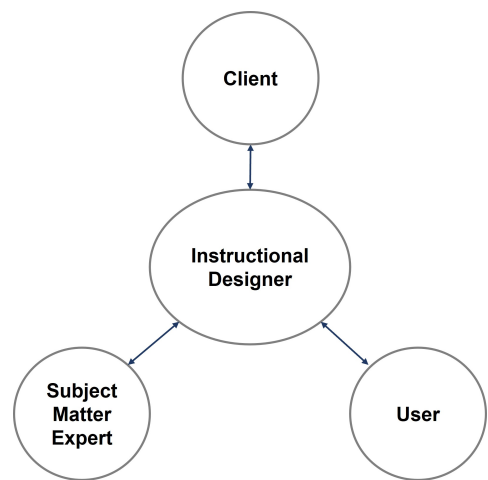 Client
Instructional
Designer
Subject
Matter
Expert
User